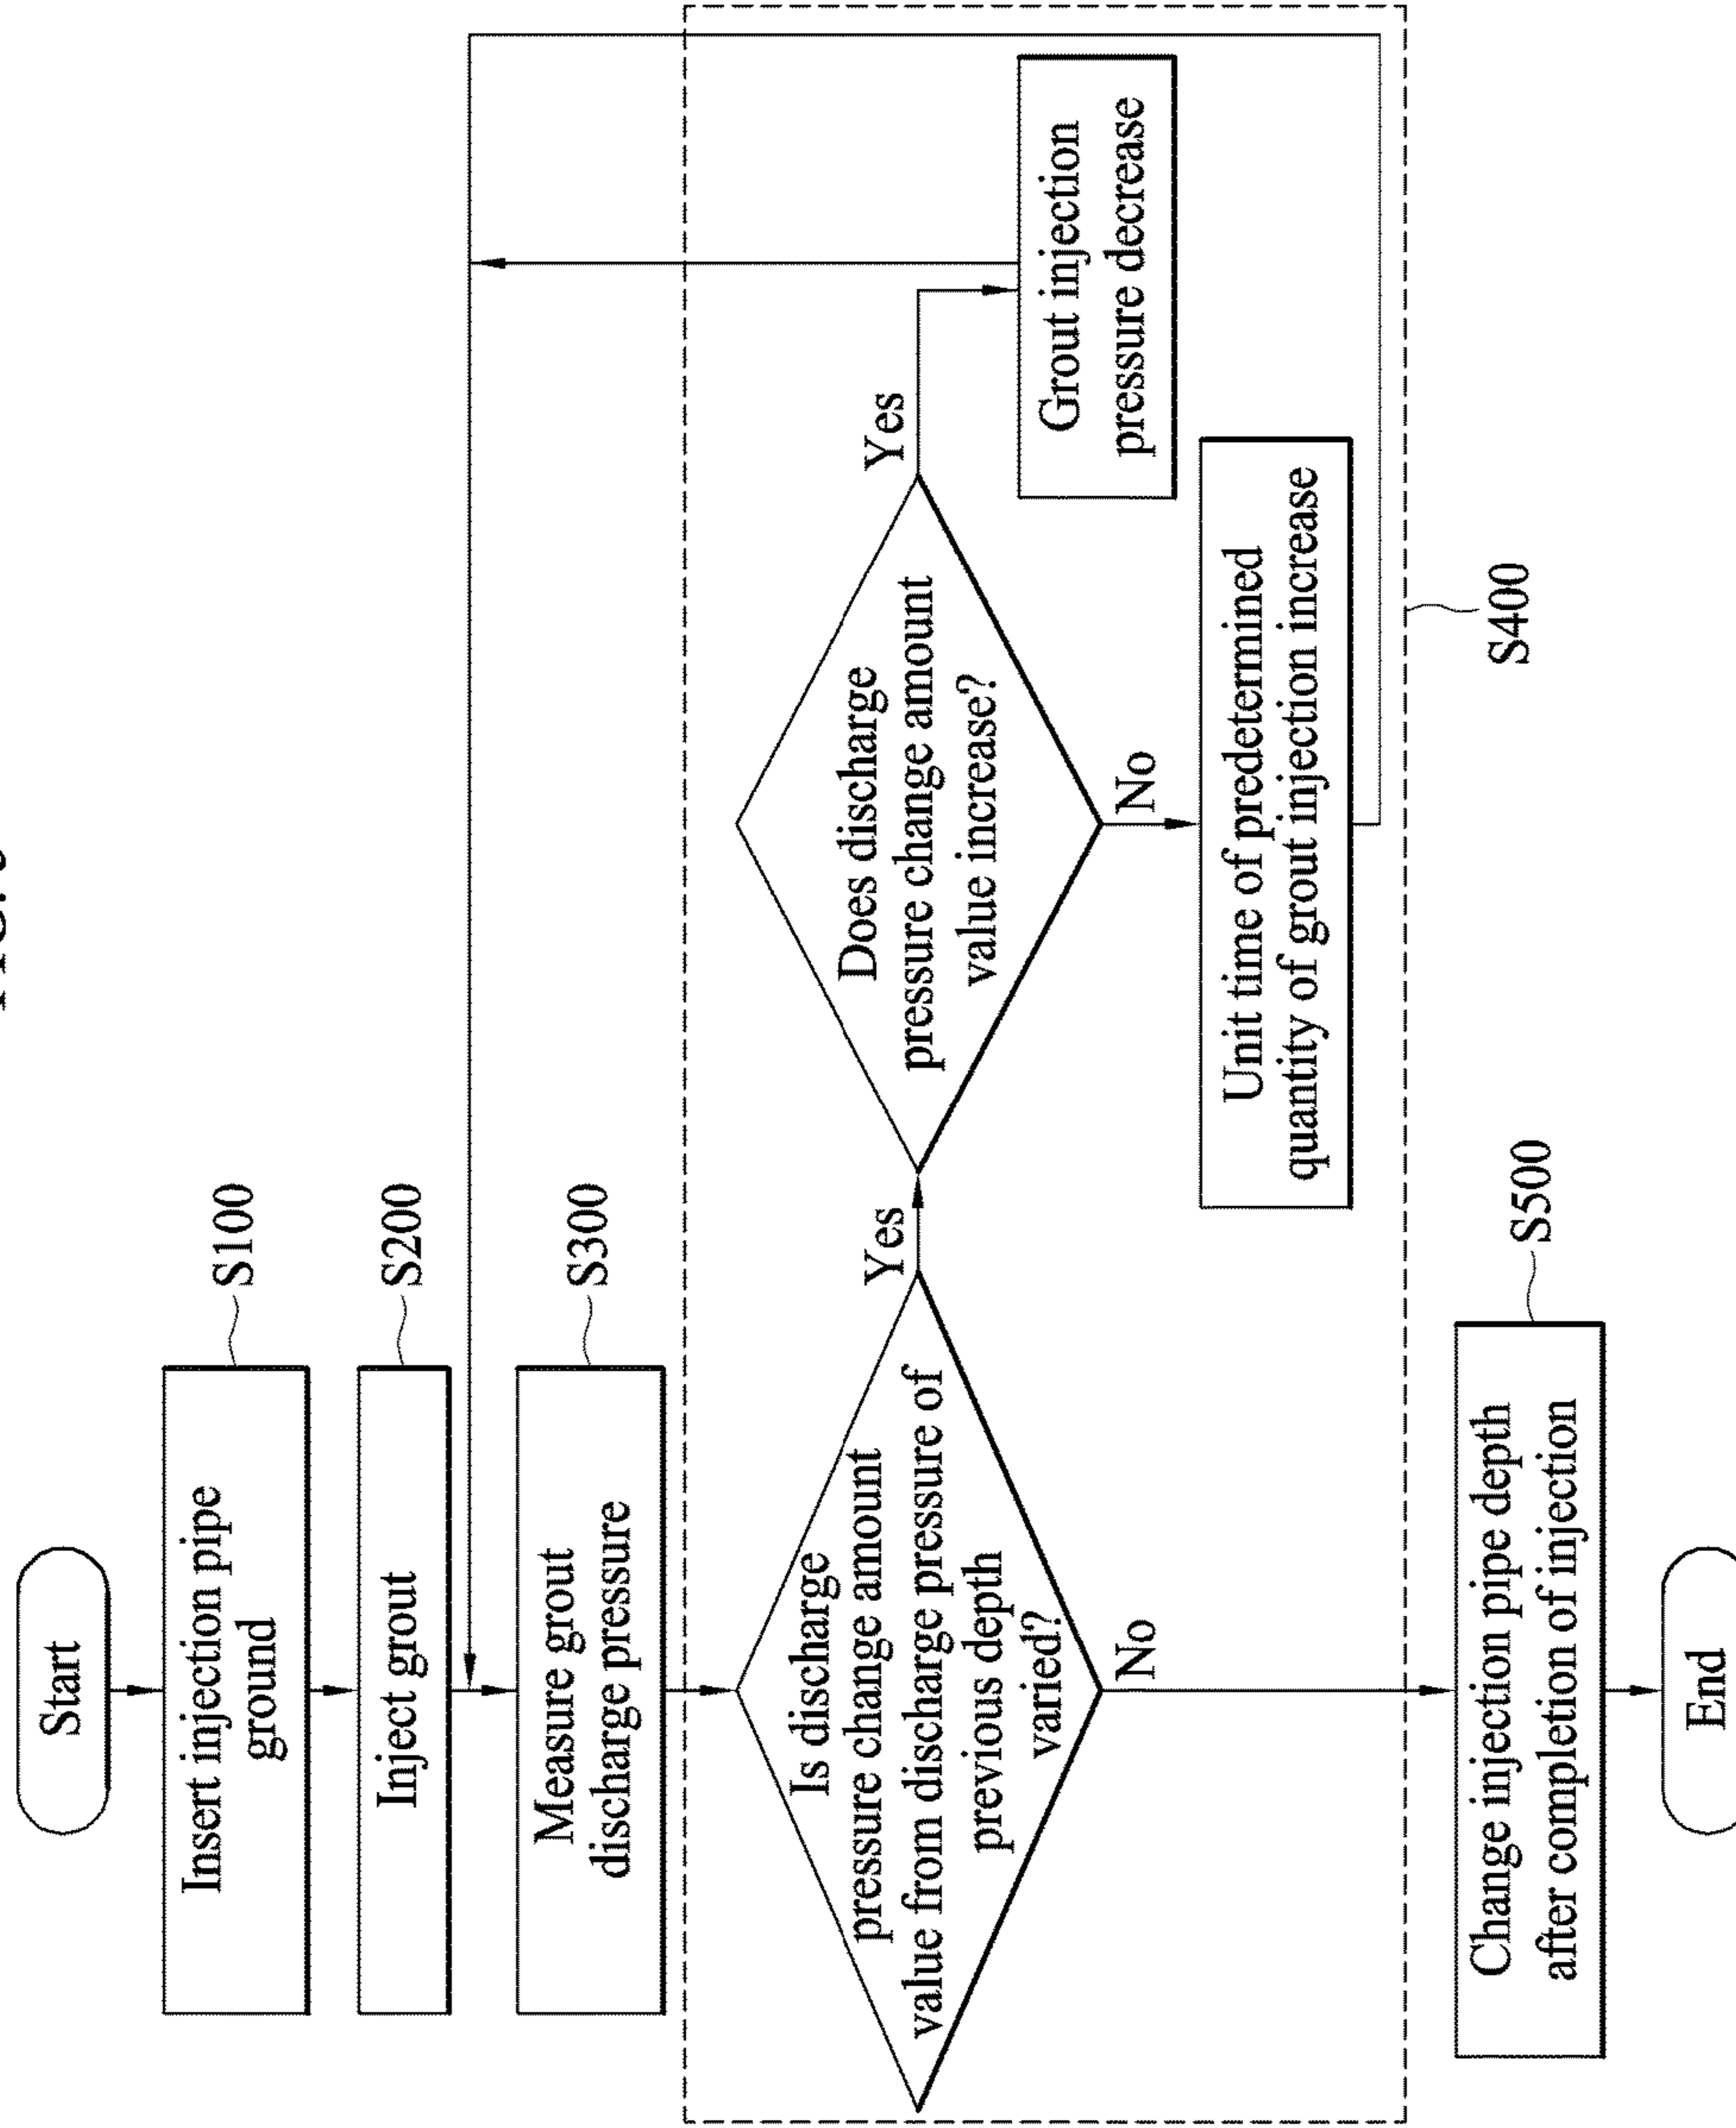 Start
Insert injection pipe
ground
S100
Inject grout
S200
Measure grout
discharge pressure
S300
Is discharge
pressure change amount
value from discharge pressure of
previous depth
varied?
Yes
No
Does discharge
pressure change amount
value increase?
Yes
No
Grout injection
pressure decrease
Unit time of predetermined
quantity of grout injection increase
S400
Change injection pipe depth
after completion of injection
S500
End